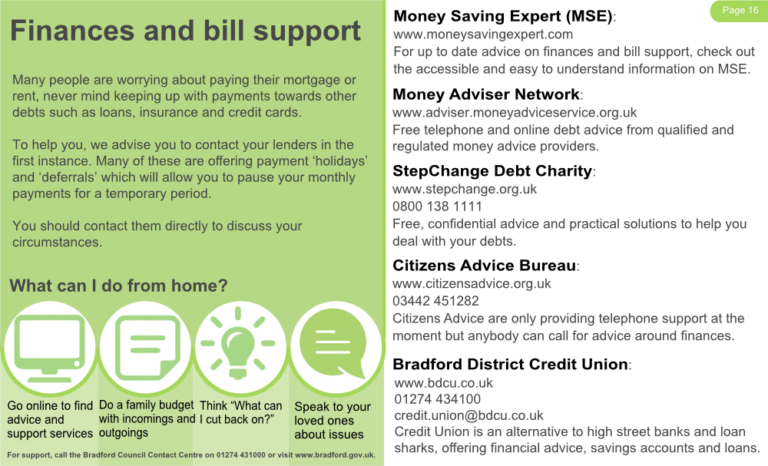 Finances and bill support
Many people are worrying about paying their mortgage or
rent, never mind keeping up with payments towards other
debts such as loans, insurance and credit cards.
To help you, we advise you to contact your lenders in the
first instance. Many of these are offering payment ‘holidays’
and ‘deferrals’ which will allow you to pause your monthly
payments for a temporary period.
You should contact them directly to discuss your
circumstances.
What can I do from home?
Go online to find
advice and
support services
Do a family budget
with incomings and
outgoings
Think “What can
I cut back on?”
Speak to your
loved ones
about issues
For support, call the Bradford Council Contact Centre on 01274 431000 or visit www.bradford.gov.uk.
Page 16
Money Saving Expert (MSE):
www.moneysavingexpert.com
For up to date advice on finances and bill support, check out
the accessible and easy to understand information on MSE.
Money Adviser Network:
www.adviser.moneyadviceservice.org.uk
Free telephone and online debt advice from qualified and
regulated money advice providers.
StepChange Debt Charity:
www.stepchange.org.uk
0800 138 1111
Free, confidential advice and practical solutions to help you
deal with your debts.
Citizens Advice Bureau:
www.citizensadvice.org.uk
03442 451282
Citizens Advice are only providing telephone support at the
moment but anybody can call for advice around finances.
Bradford District Credit Union:
www.bdcu.co.uk
01274 434100
credit.union@bdcu.co.uk
Credit Union is an alternative to high street banks and loan
sharks, offering financial advice, savings accounts and loans.